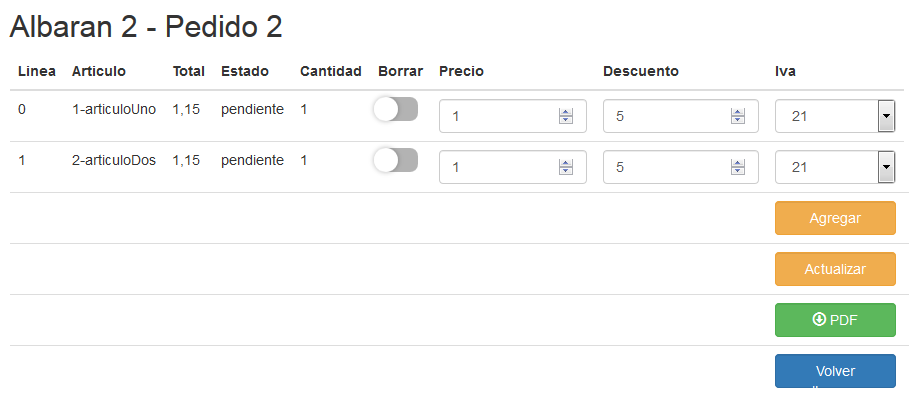 Albaran 2 - Pedido 2
Linea Articulo Total Estado Cantidad Borrar Precio Descuento Iva
0 1-articuloUno 1,15 pendiente 1 1 5 21
1 2-articuloDos 1,15 pendiente 1 1 5 21
Agregar
Actualizar
PDF
Volver